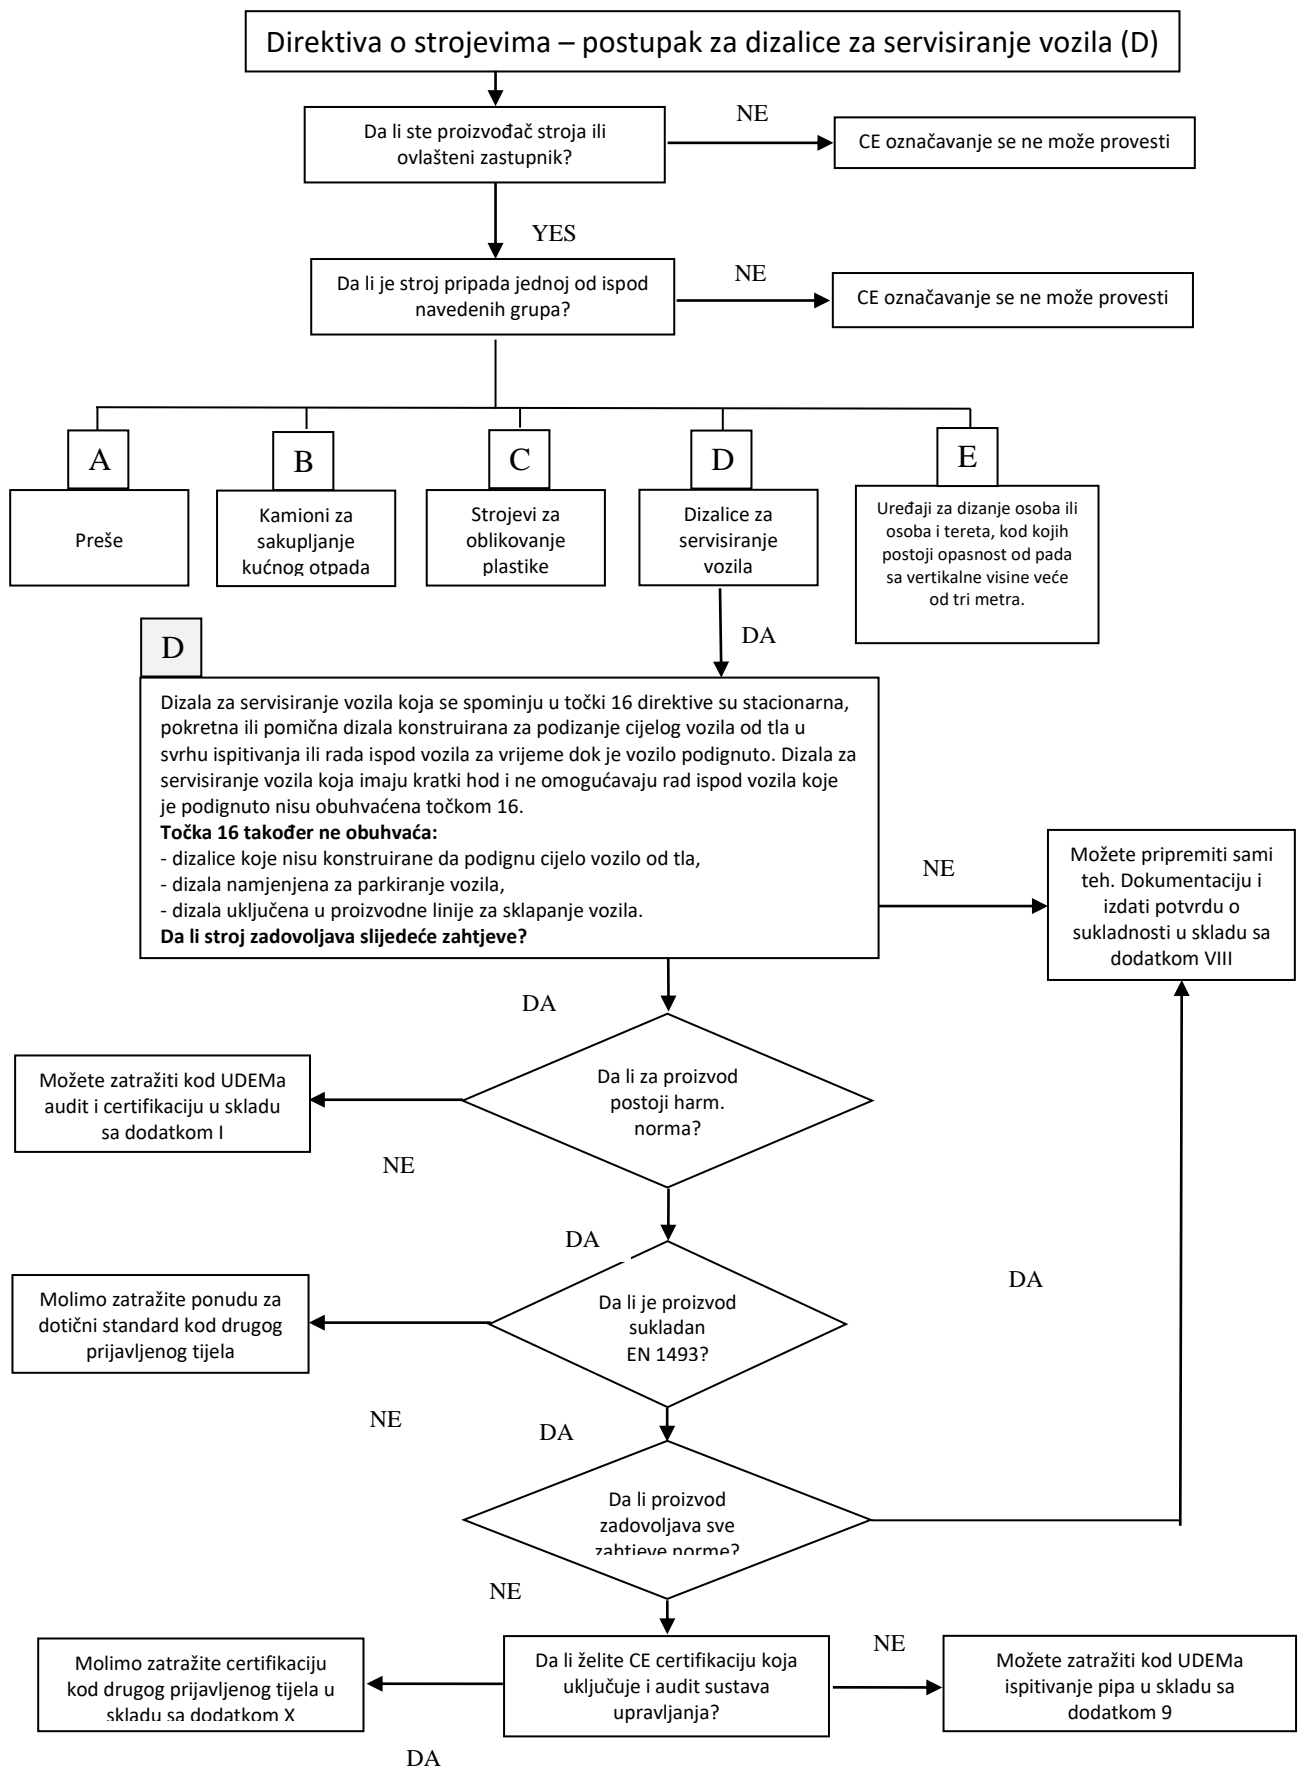 Direktiva o strojevima – postupak za dizalice za servisiranje vozila (D)
Da li ste proizvođač stroja ili
ovlašteni zastupnik?
NE
CE označavanje se ne može provesti
YES
Da li je stroj pripada jednoj od ispod
navedenih grupa?
NE
CE označavanje se ne može provesti
A
Preše
B
Kamioni za
sakupljanje
kućnog otpada
C
Strojevi za
oblikovanje
plastike
D
Dizalice za
servisiranje
vozila
E
Uređaji za dizanje osoba ili
osoba i tereta, kod kojih
postoji opasnost od pada
sa vertikalne visine veće
od tri metra.
DA
D
Dizala za servisiranje vozila koja se spominju u točki 16 direktive su stacionarna,
pokretna ili pomična dizala konstruirana za podizanje cijelog vozila od tla u
svrhu ispitivanja ili rada ispod vozila za vrijeme dok je vozilo podignuto. Dizala za
servisiranje vozila koja imaju kratki hod i ne omogućavaju rad ispod vozila koje
je podignuto nisu obuhvaćena točkom 16.
Točka 16 također ne obuhvaća:
- dizalice koje nisu konstruirane da podignu cijelo vozilo od tla,
- dizala namjenjena za parkiranje vozila,
- dizala uključena u proizvodne linije za sklapanje vozila.
Da li stroj zadovoljava slijedeće zahtjeve?
NE
Možete pripremiti sami
teh. Dokumentaciju i
izdati potvrdu o
sukladnosti u skladu sa
dodatkom VIII
DA
Da li za proizvod
postoji harm.
norma?
Možete zatražiti kod UDEMa
audit i certifikaciju u skladu
sa dodatkom I
NE
DA
Da li je proizvod
sukladan
EN 1493?
DA
Molimo zatražite ponudu za
dotični standard kod drugog
prijavljenog tijela
NE
DA
Da li proizvod
zadovoljava sve
zahtjeve norme?
NE
Da li želite CE certifikaciju koja
uključuje i audit sustava
upravljanja?
NE
Možete zatražiti kod UDEMa
ispitivanje pipa u skladu sa
dodatkom 9
Molimo zatražite certifikaciju
kod drugog prijavljenog tijela u
skladu sa dodatkom X
DA